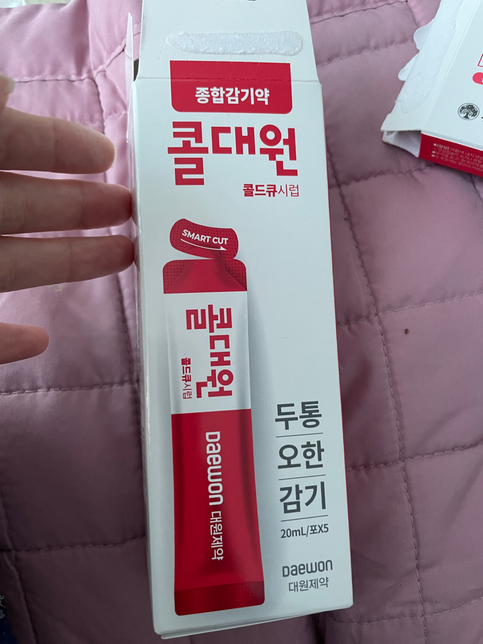 종합감기약
콜대원
콜드큐시럽
SMART CUT
콜대원
콜드큐시럽
Daewon 대원제약
두통
오한
감기
20mL/포X5
Daewon
대원제약